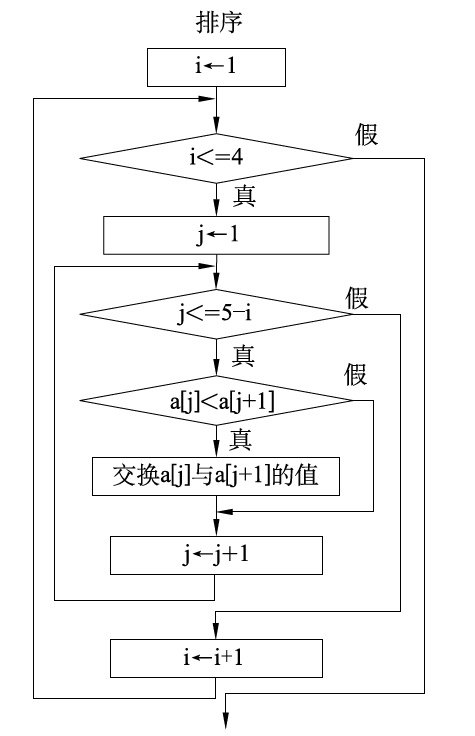 排序
i←1
i<=4
假
真
j←1
j<=5-i
假
真
a[j]<a[j+1]
假
真
交换a[j]与a[j+1]的值
j←j+1
i←i+1